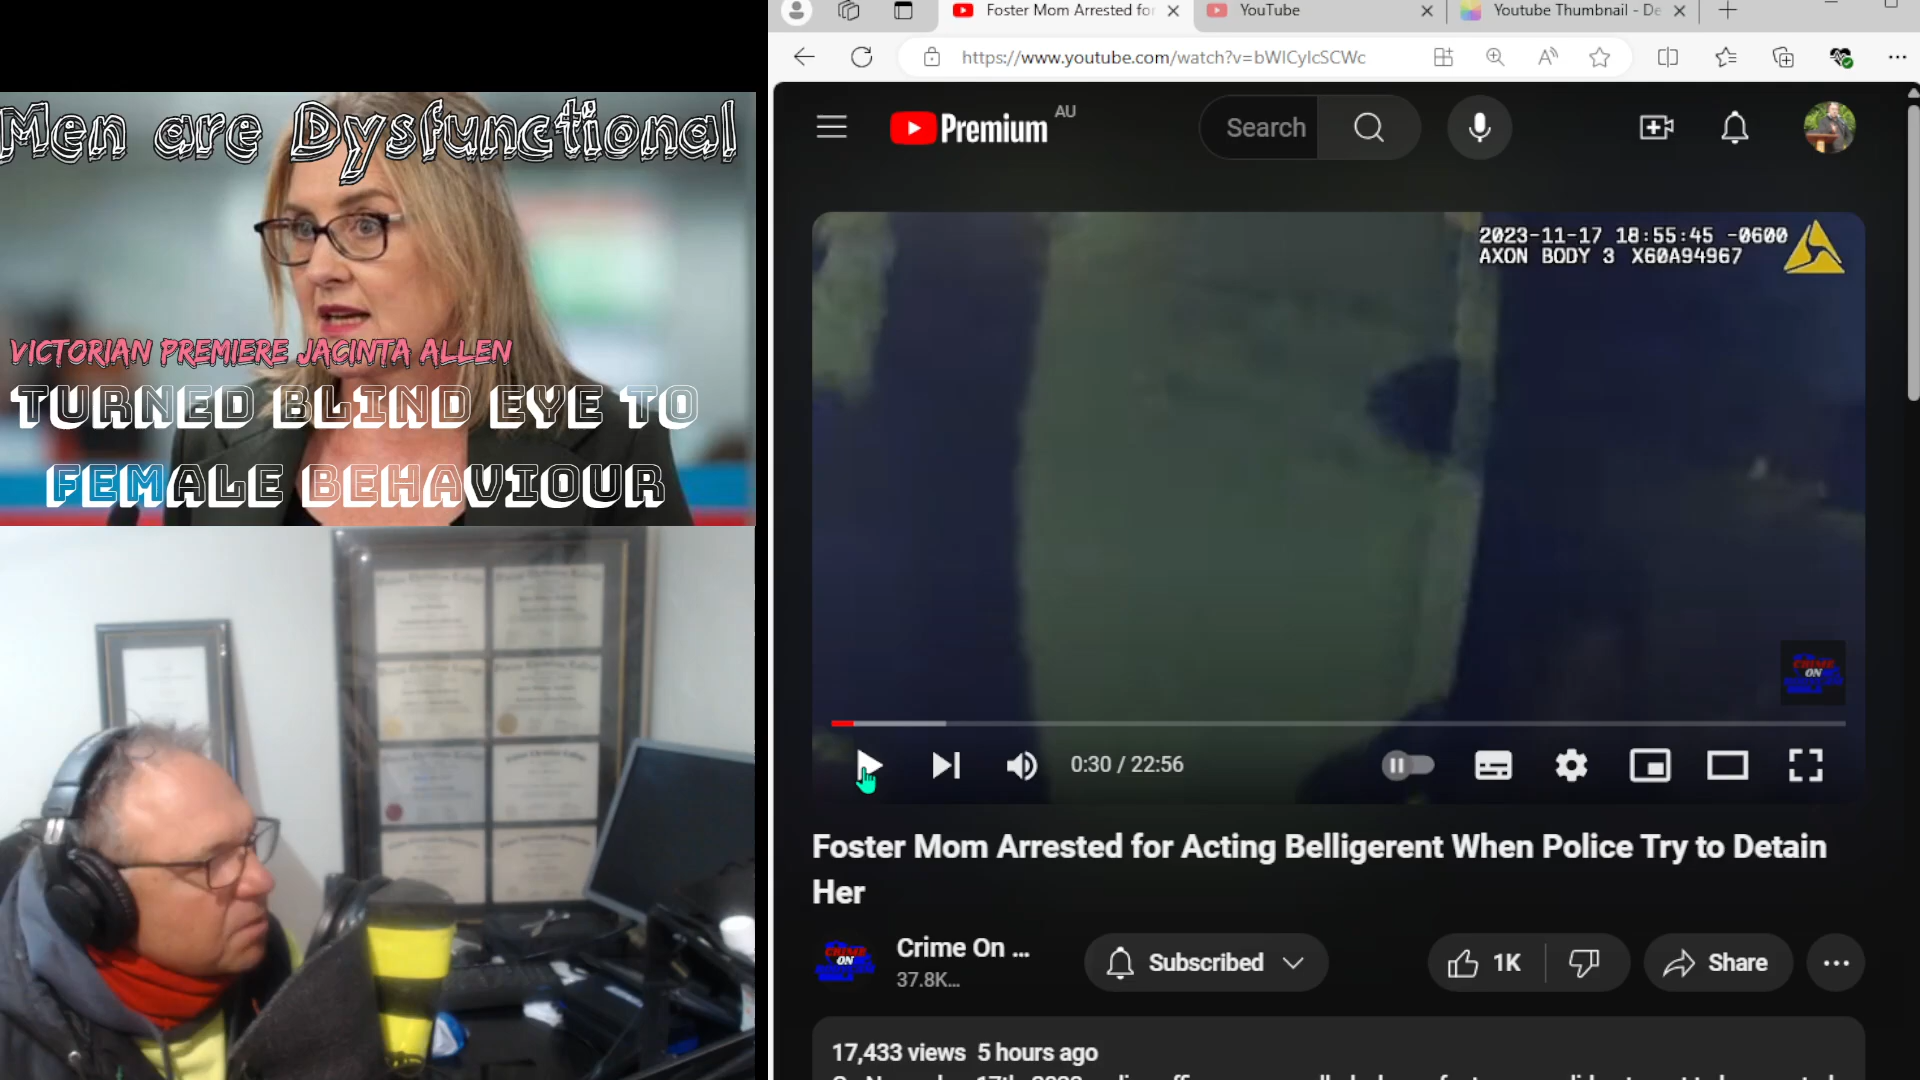 Foster Mom Arrested for
YouTube
Youtube Thumbnail - De
https://www.youtube.com/watch?v=bWlCylcSCWc
Men are Dysfunctional
VICTORIAN PREMIERE JACINTA ALLEN
TURNED BLIND EYE TO
FEMALE BEHAVIOUR
Premium AU
Search
2023-11-17 18:55:45 -0600
AXON BODY 3 X60A94967
CRIME
ON
0:30 / 22:56
Foster Mom Arrested for Acting Belligerent When Police Try to Detain
Her
Crime On ...
37.8K...
Subscribed
1K
Share
17,433 views 5 hours ago